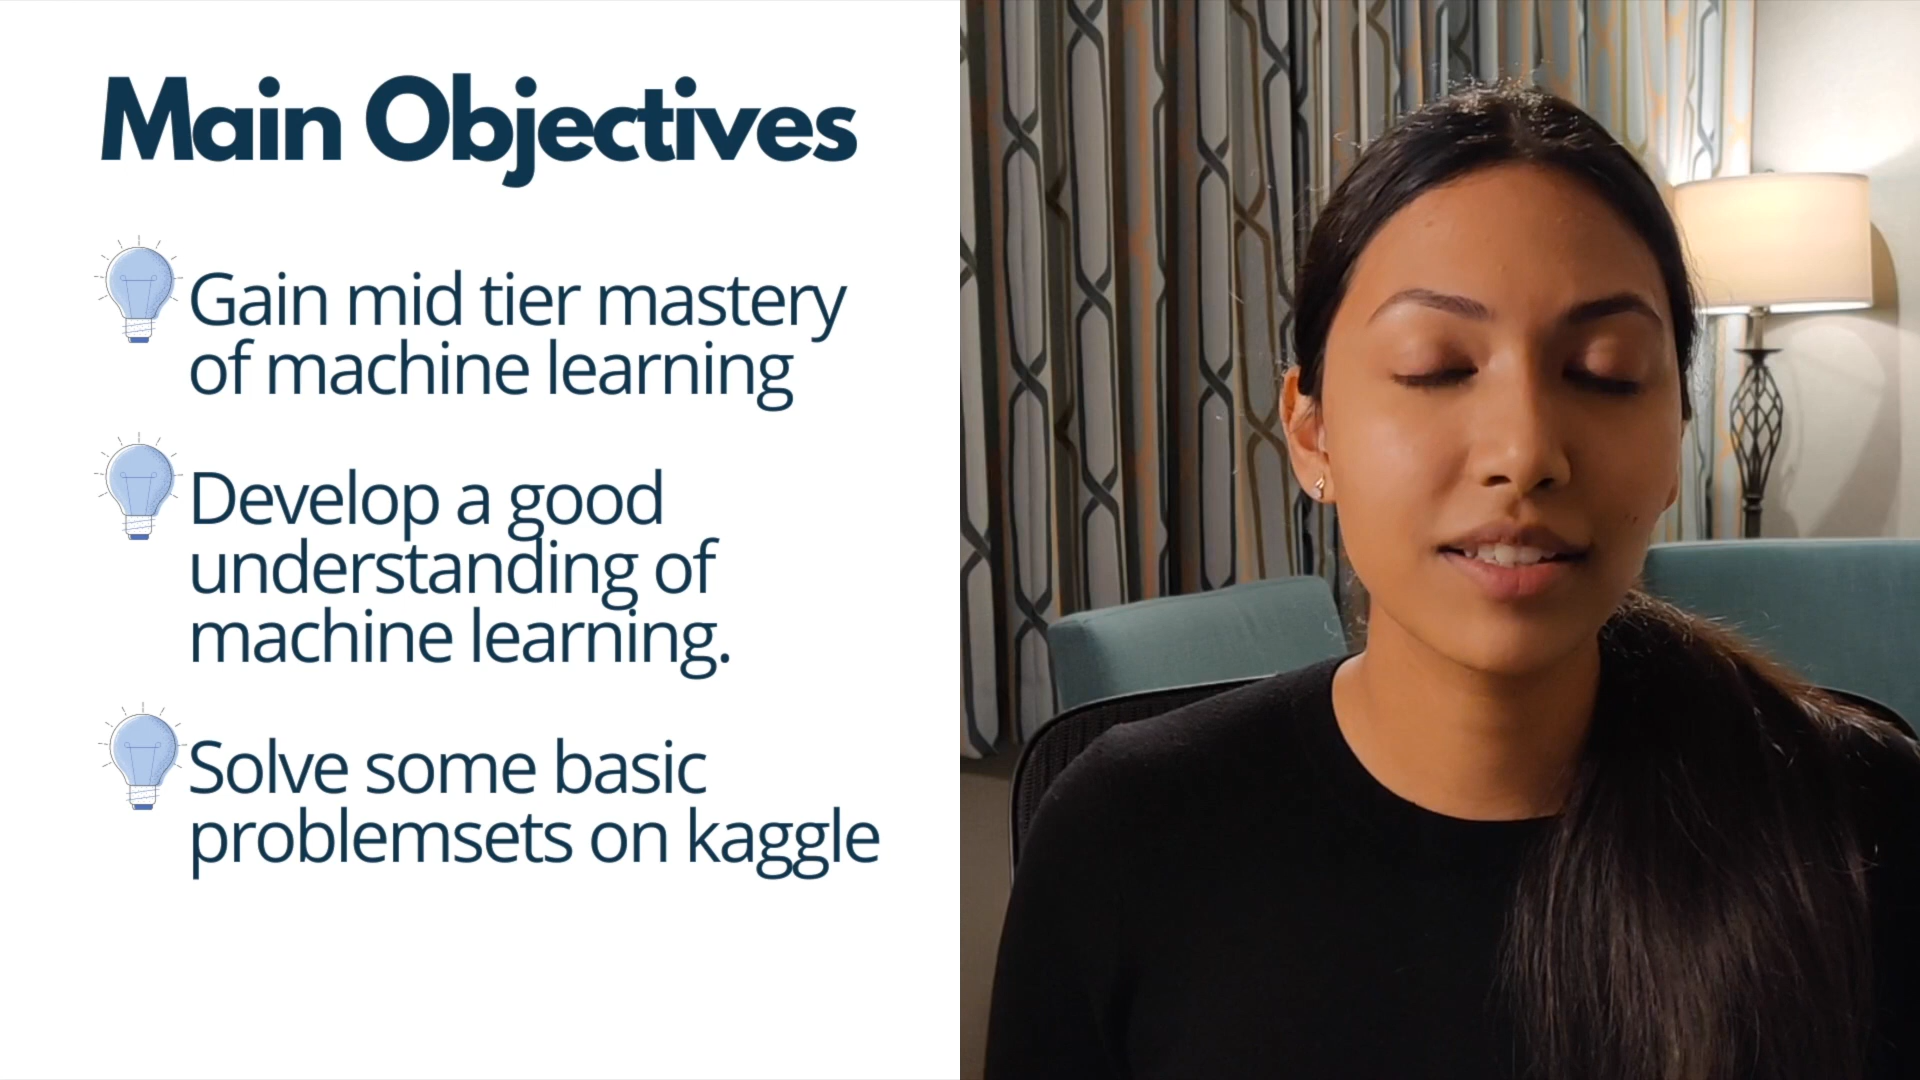 Main Objectives
Gain mid tier mastery
of machine learning
Develop a good
understanding of
machine learning.
Solve some basic
problemsets on kaggle